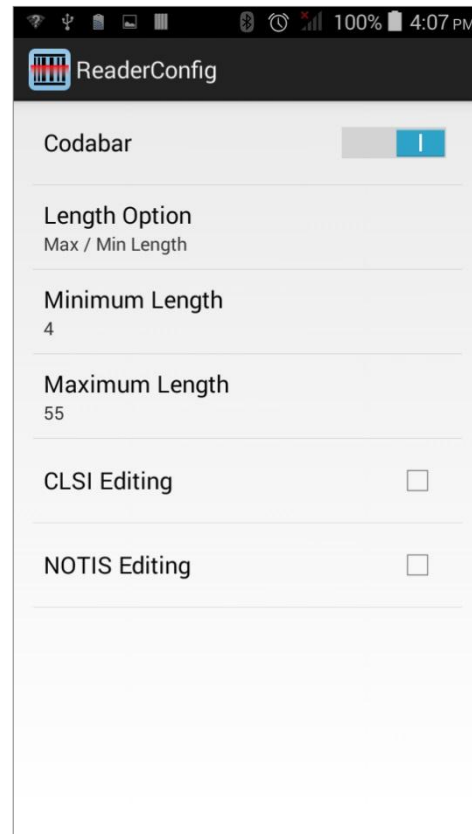 100% 4:07 PM
ReaderConfig
Codabar
Length Option
Max / Min Length
Minimum Length
4
Maximum Length
55
CLSI Editing
NOTIS Editing